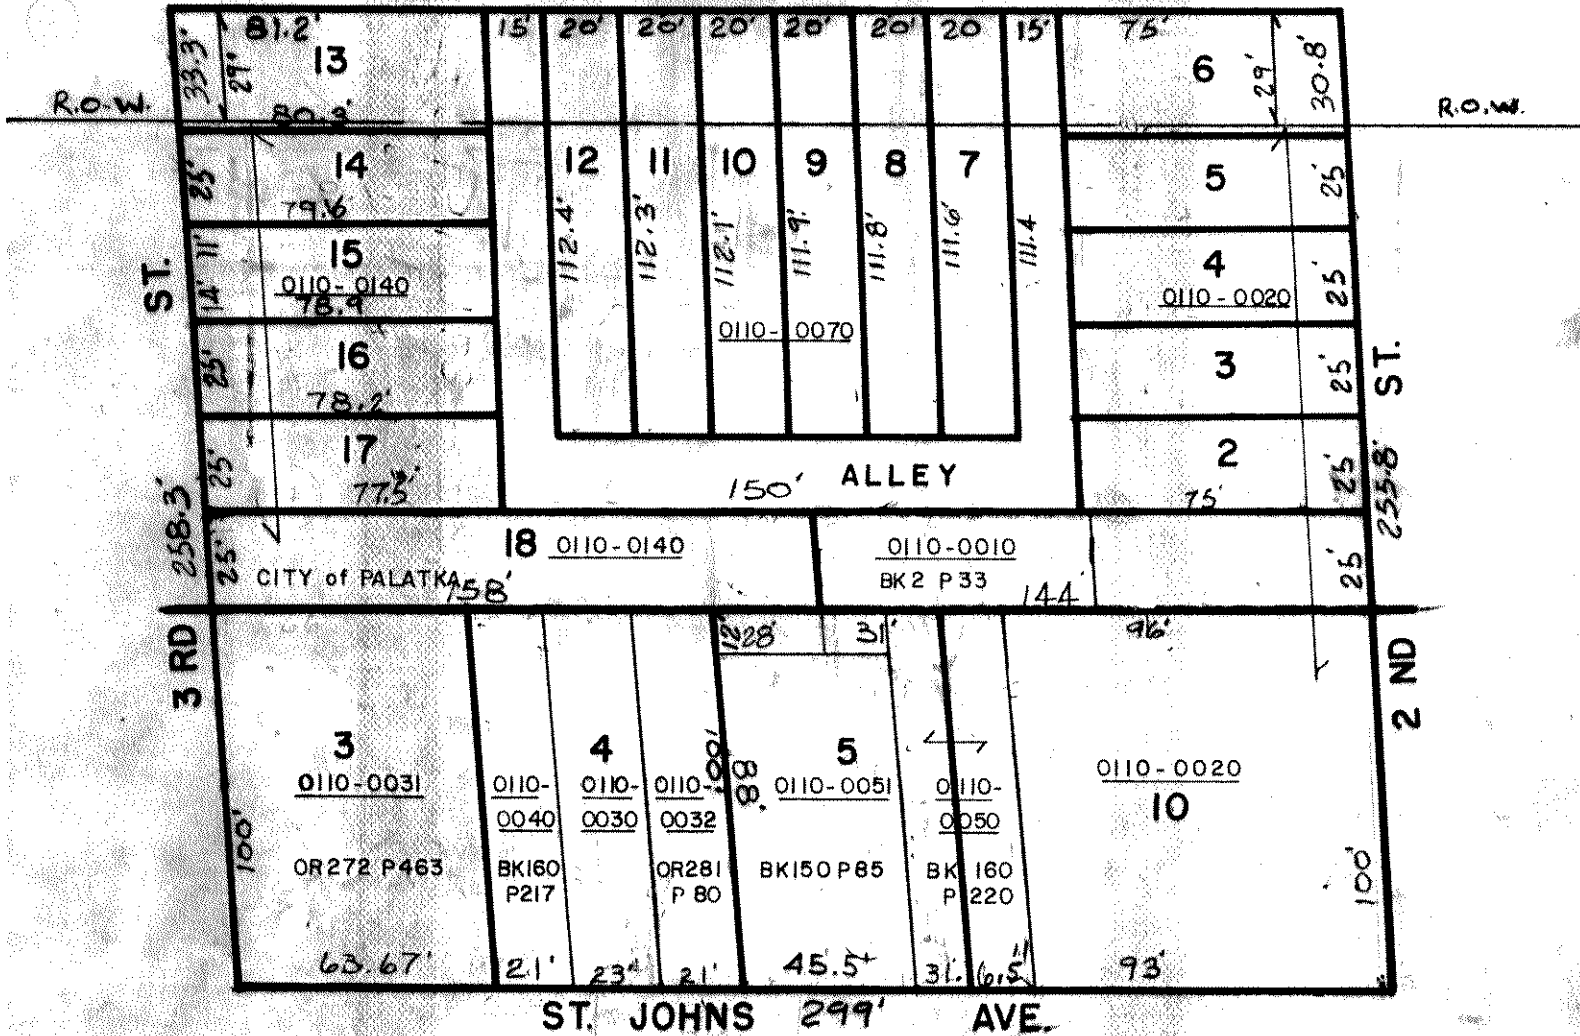 81.2' 15' 20' 20' 20' 20' 20' 20 15' 75'
33.3' 29' 13 6 29' 30.8'
R.O.W. R.O.W.
25' 14 12 11 10 9 8 7 5 25'
79.6'
112.4' 112.3' 112.1' 111.9' 111.8' 111.6' 111.4
ST. 11' 15 4
14' 0110-0140 0110-0020 25'
78.9'
0110-0070
25' 16 3 25' ST.
78.2'
25' 17 2 25'
77.5' 150' ALLEY 75'
258.3' 255.8'
25' 18 0110-0140 0110-0010 25'
CITY of PALATKA 158' BK 2 P 33 144'
3 RD 12' 28' 31' 96' 2 ND
3 4 100' 88' 5
0110-0031 0110-0040 0110-0030 0110-0032 0110-0051 0110-0050 0110-0020
10
100' OR272 P463 BK160 P217 OR281 P 80 BK150 P85 BK 160 P 220 100'
63.67' 21' 23' 21' 45.5+ 31' 93'
ST. JOHNS 299' AVE.